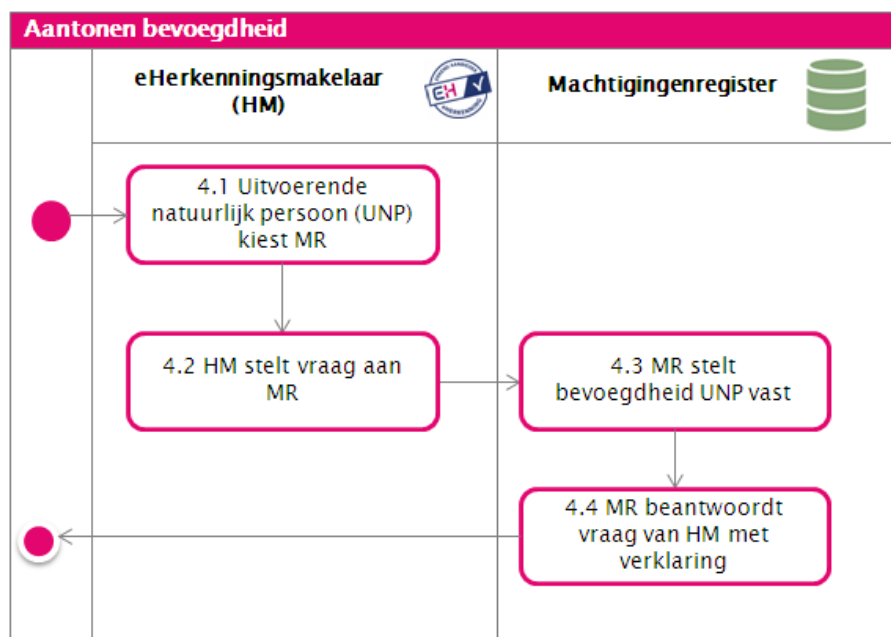 Aantonen bevoegdheid
eHerkenningsmakelaar
(HM)
EH
Machtigingenregister
4.1 Uitvoerende
natuurlijk persoon (UNP)
kiest MR
4.2 HM stelt vraag aan
MR
4.3 MR stelt
bevoegdheid UNP vast
4.4 MR beantwoordt
vraag van HM met
verklaring